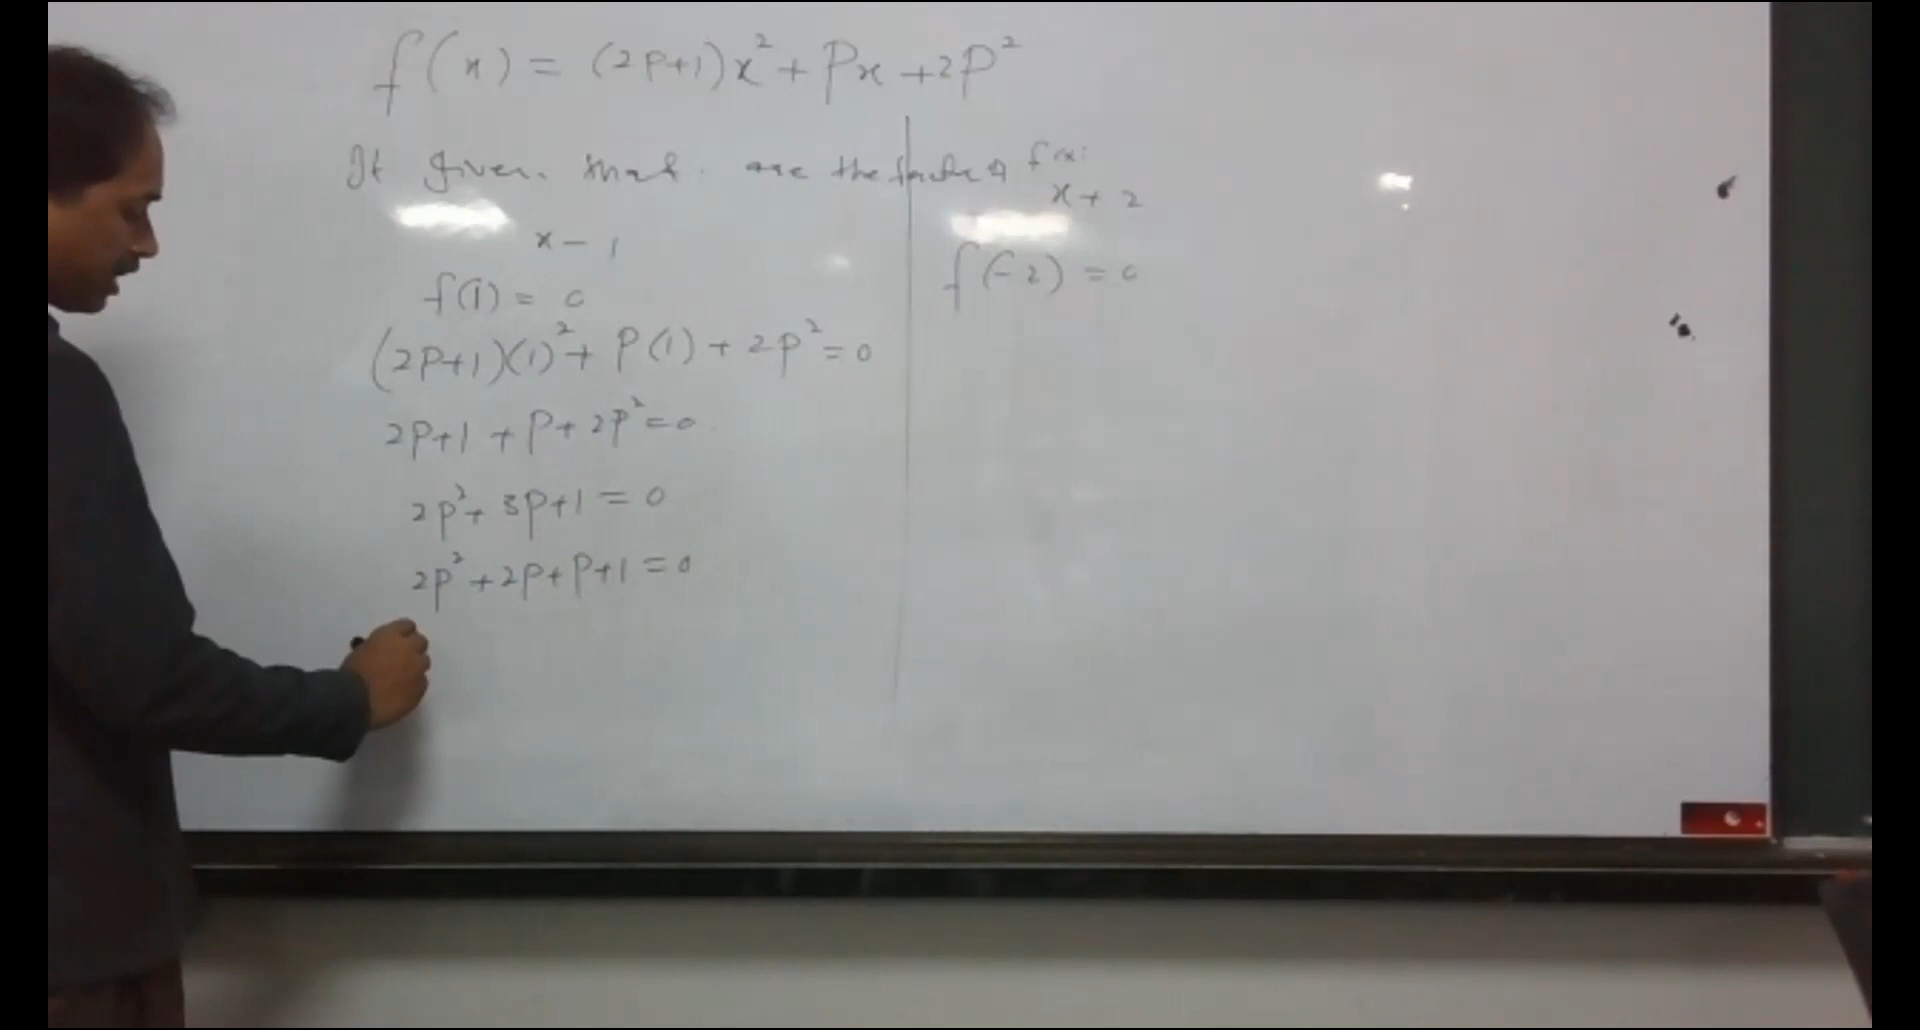 f(x) = (2p+1)x² + px + 2p²
It given that are the factor of f(x)
x - 1
f(1) = 0
(2p+1)(1)² + p(1) + 2p² = 0
2p+1 + p + 2p² = 0
2p² + 3p + 1 = 0
2p² + 2p + p + 1 = 0
x + 2
f(-2) = 0